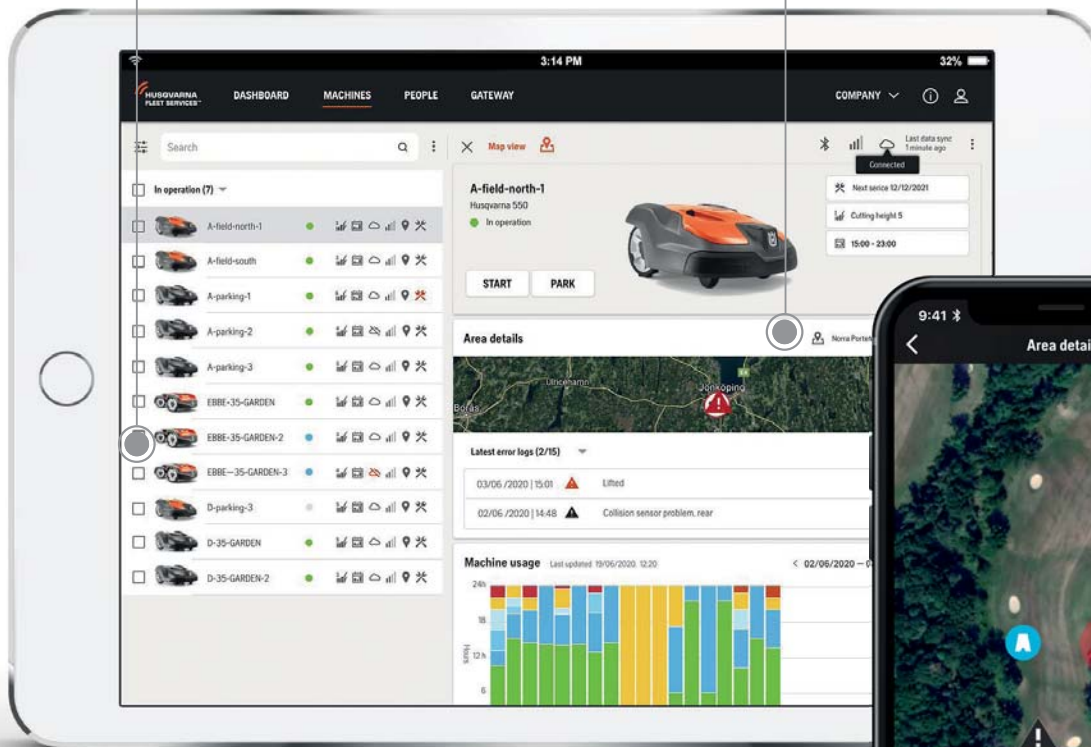 3:14 PM
32%
HUSQVARNA
FLEET SERVICES™
DASHBOARD
MACHINES
PEOPLE
GATEWAY
COMPANY
Search
Map view
Last data sync
1 minute ago
Connected
In operation (7)
A-field-north-1
A-field-south
A-parking-1
A-parking-2
A-parking-3
EBBE-35-GARDEN
EBBE-35-GARDEN-2
EBBE—35-GARDEN-3
D-parking-3
D-35-GARDEN
D-35-GARDEN-2
A-field-north-1
Husqvarna 550
In operation
START
PARK
Next serice 12/12/2021
Cutting height 5
15:00 - 23:00
Area details
Norra
Ulricehamn
Jönköping
Borås
Latest error logs (2/15)
03/06 /2020 | 15:01
Lifted
02/06 /2020 | 14:48
Collision sensor problem, rear
Machine usage
Last updated 19/06/2020 12:20
< 02/06/2020 –
24h
18
12 h
6
Hours
9:41
Area detai